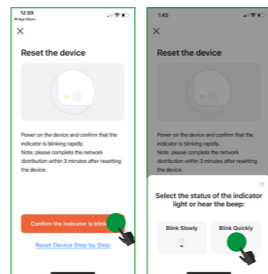 12:59
App Store
Reset the device
Power on the device and confirm that the
indicator is blinking rapidly.
Note: please complete the network
distribution within 3 minutes after resetting
the device.
Confirm the indicator is blink
Reset Device Step by Step
1:45
Reset the device
Power on the device and confirm that the
indicator is blinking rapidly.
Note: please complete the network
distribution within 3 minutes after resetting
the device.
Select the status of the indicator
light or hear the beep:
Blink Slowly
Blink Quickly